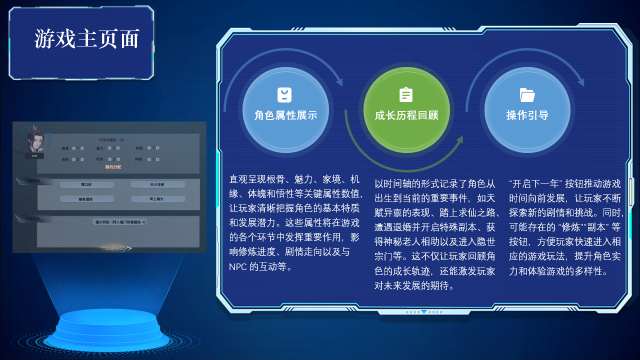 游戏主页面
角色属性展示
成长历程回顾
操作引导
直观呈现根骨、魅力、家境、机
缘、体魄和悟性等关键属性数值,
让玩家清晰把握角色的基本特质
和发展潜力。这些属性将在游戏
的各个环节中发挥重要作用，影
响修炼进度、剧情走向以及与
NPC 的互动等。
以时间轴的形式记录了角色从
出生到当前的重要事件，如天
赋异禀的表现、踏上求仙之路、
遭遇退婚并开启特殊副本、获
得神秘老人相助以及进入隐世
宗门等。这不仅让玩家回顾角
色的成长轨迹，还能激发玩家
对未来发展的期待。
“开启下一年” 按钮推动游戏
时间向前发展，让玩家不断
探索新的剧情和挑战。同时,
可能存在的 “修炼”“副本” 等
按钮，方便玩家快速进入相
应的游戏玩法，提升角色实
力和体验游戏的多样性。